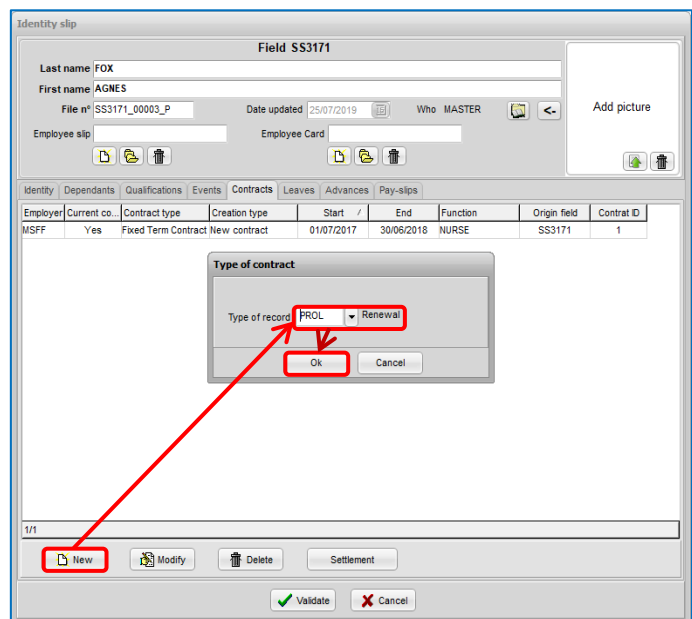 Identity slip
Field SS3171
Last name FOX
First name AGNES
File n° SS3171_00003_P Date updated 25/07/2019 Who MASTER <- Add picture
Employee slip Employee Card
Identity Dependants Qualifications Events Contracts Leaves Advances Pay-slips
Employer Current co... Contract type Creation type Start / End Function Origin field Contrat ID
MSFF Yes Fixed Term Contract New contract 01/07/2017 30/06/2018 NURSE SS3171 1
Type of contract
Type of record PROL Renewal
Ok Cancel
1/1
New Modify Delete Settlement
Validate Cancel